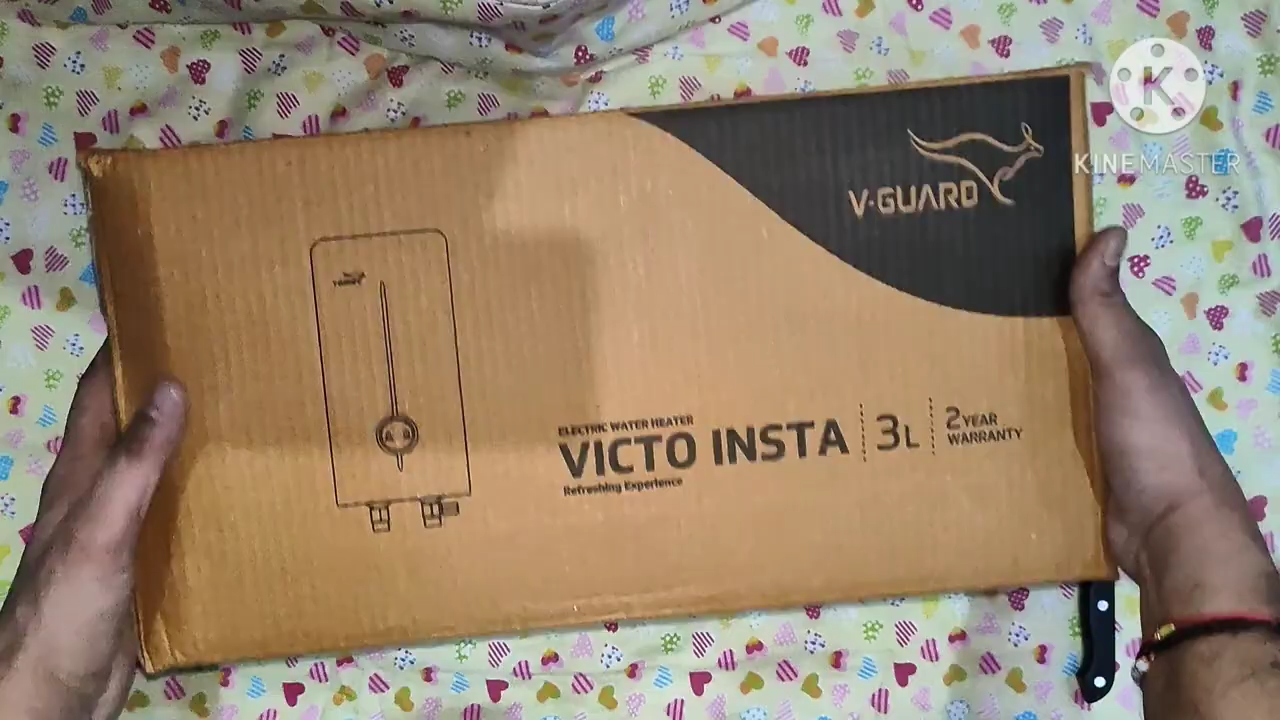 K
KINEMASTER
V-GUARD
ELECTRIC WATER HEATER
VICTO INSTA
Refreshing Experience
3L
2 YEAR
WARRANTY